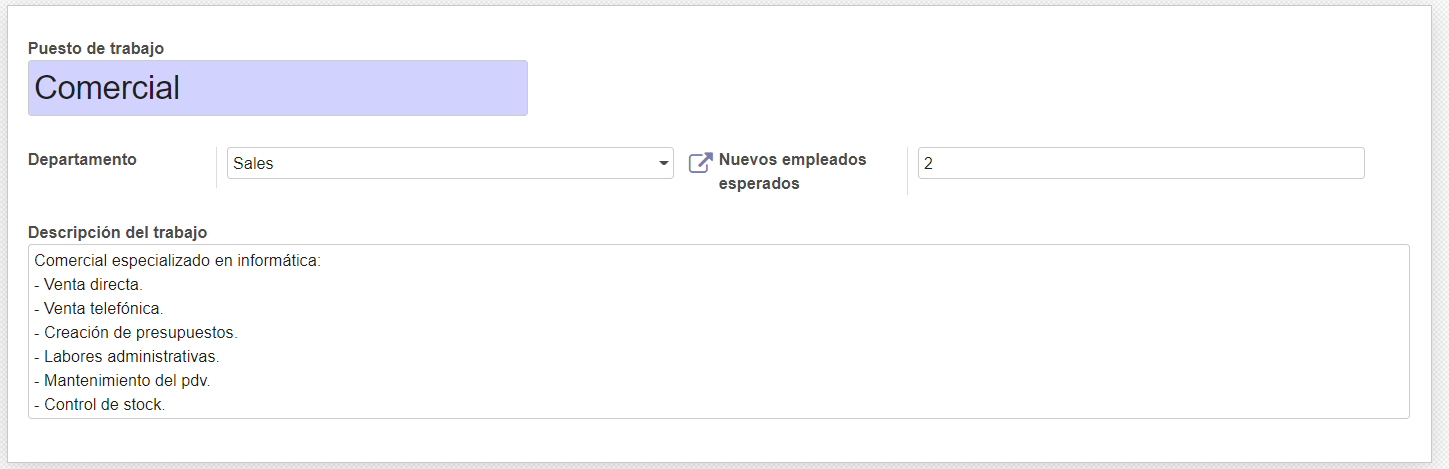 Puesto de trabajo
Comercial
Departamento
Sales
Nuevos empleados
esperados
2
Descripción del trabajo
Comercial especializado en informática:
- Venta directa.
- Venta telefónica.
- Creación de presupuestos.
- Labores administrativas.
- Mantenimiento del pdv.
- Control de stock.